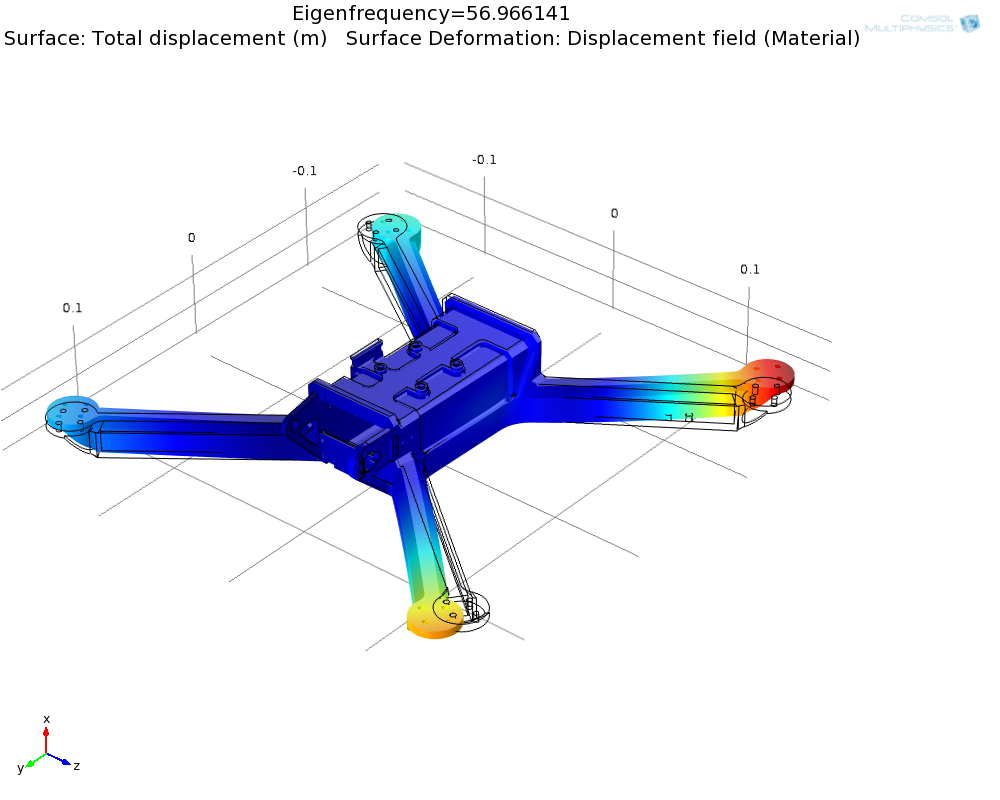 Eigenfrequency=56.966141
COMSOL
MULTIPHYSICS
Surface: Total displacement (m) Surface Deformation: Displacement field (Material)
-0.1
-0.1
0
0
0.1
0.1
x
y
z